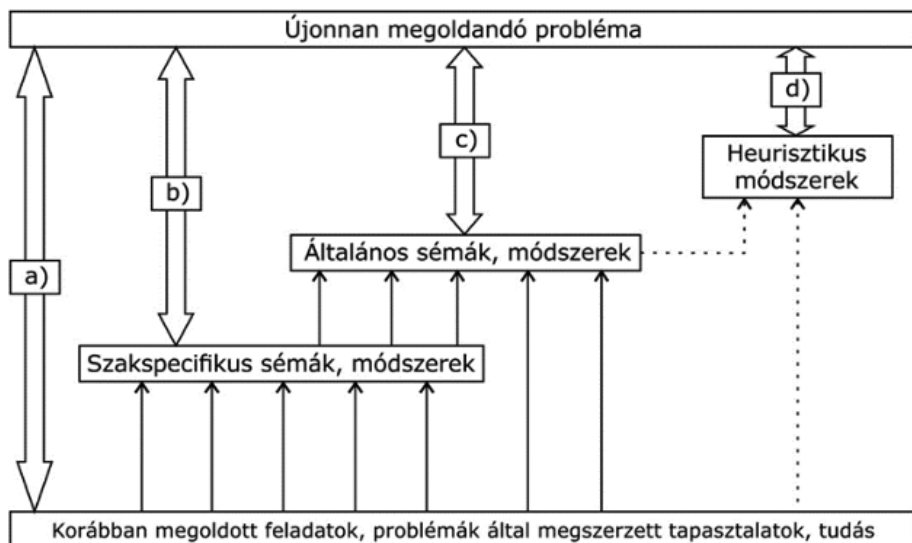 Újonnan megoldandó probléma
d)
c)
Heurisztikus
módszerek
b)
Általános sémák, módszerek
a)
Szakspecifikus sémák, módszerek
Korábban megoldott feladatok, problémák által megszerzett tapasztalatok, tudás